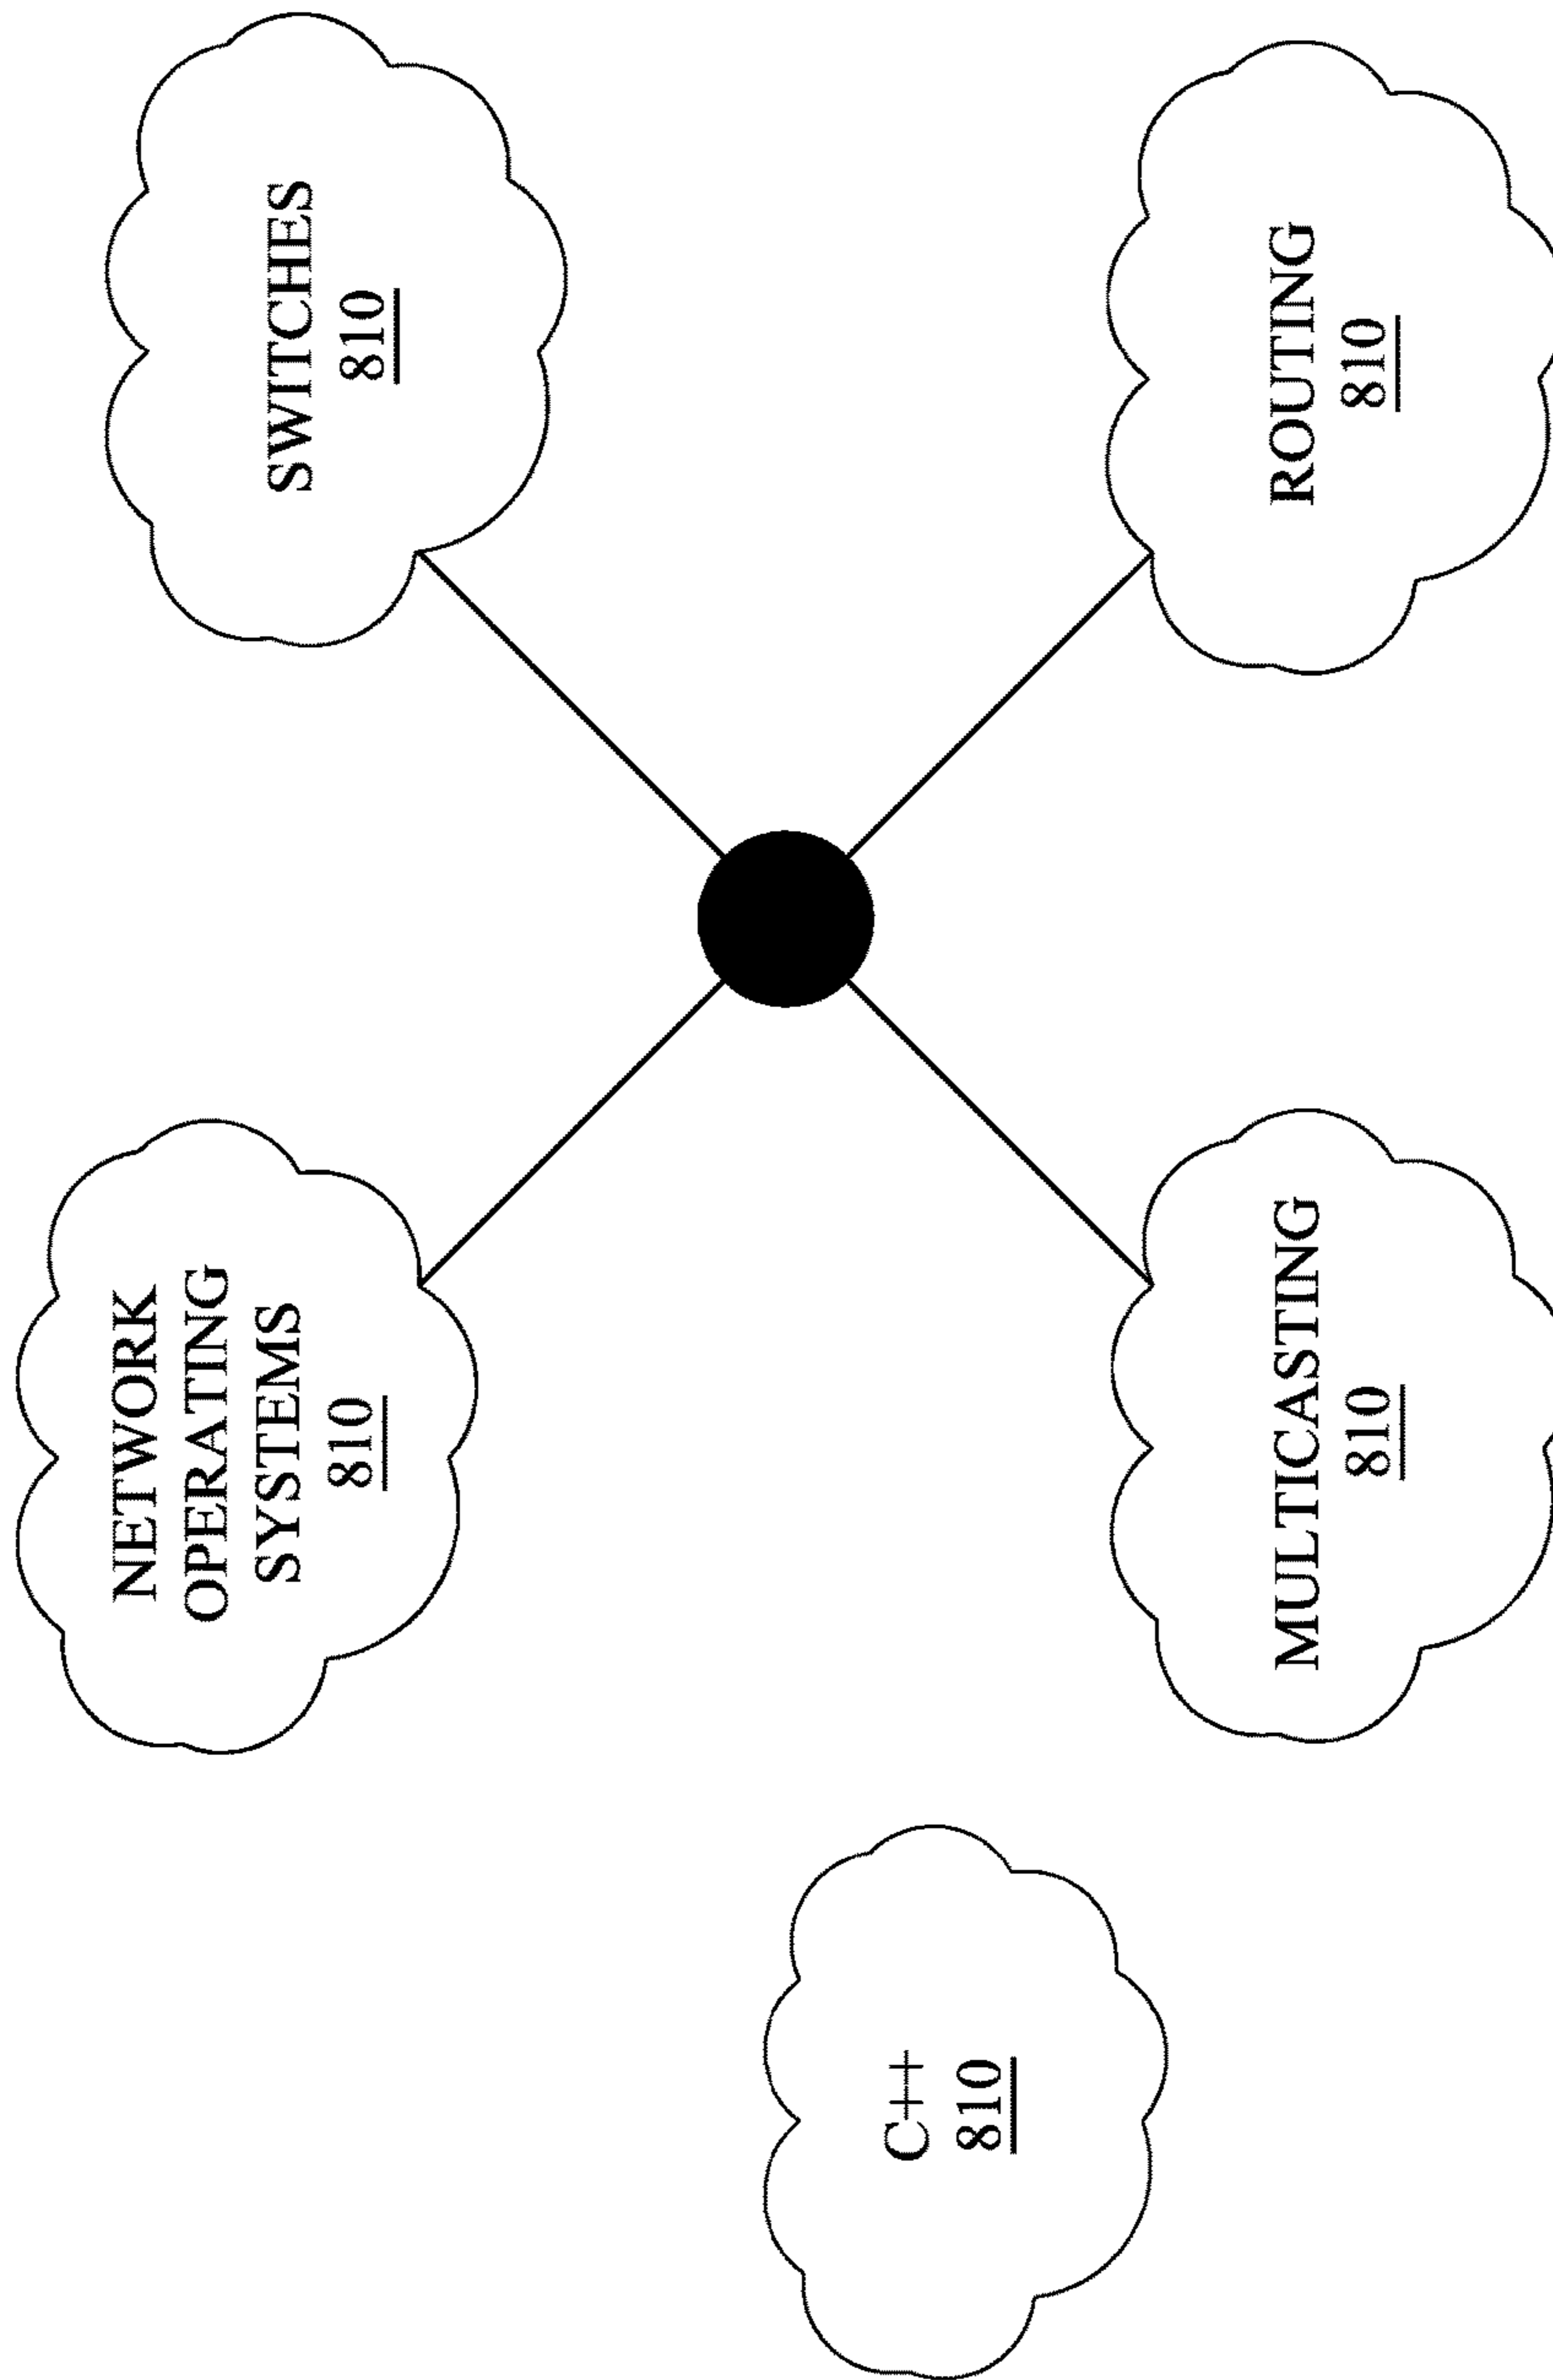 NETWORK
OPERATING
SYSTEMS
810
SWITCHES
810
C++
810
MULTICASTING
810
ROUTING
810